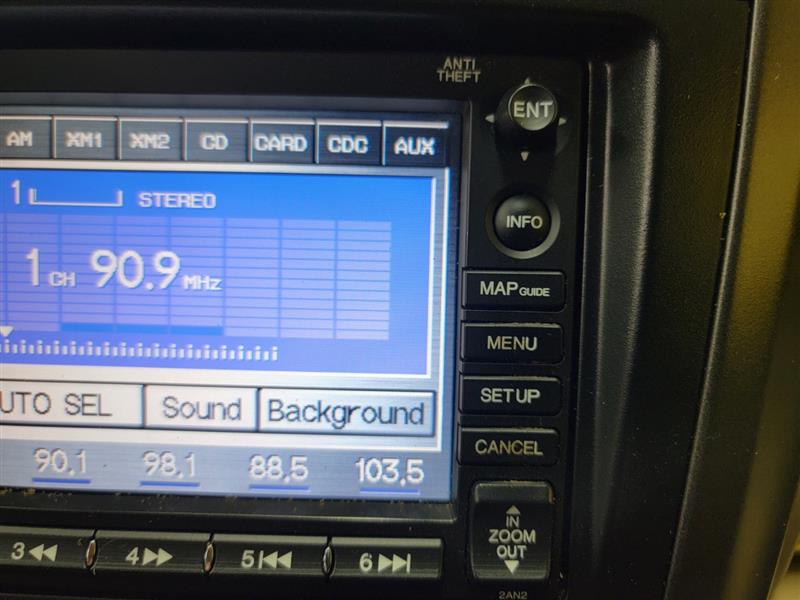 ANTI
THEFT
ENT
AM XM1 XM2 CD CARD CDC AUX
1 STEREO
INFO
1 CH 90.9 MHz
MAP GUIDE
MENU
UTO SEL Sound Background
SETUP
CANCEL
90.1 98.1 88.5 103.5
IN
ZOOM
OUT
3 4 5 6
2AN2